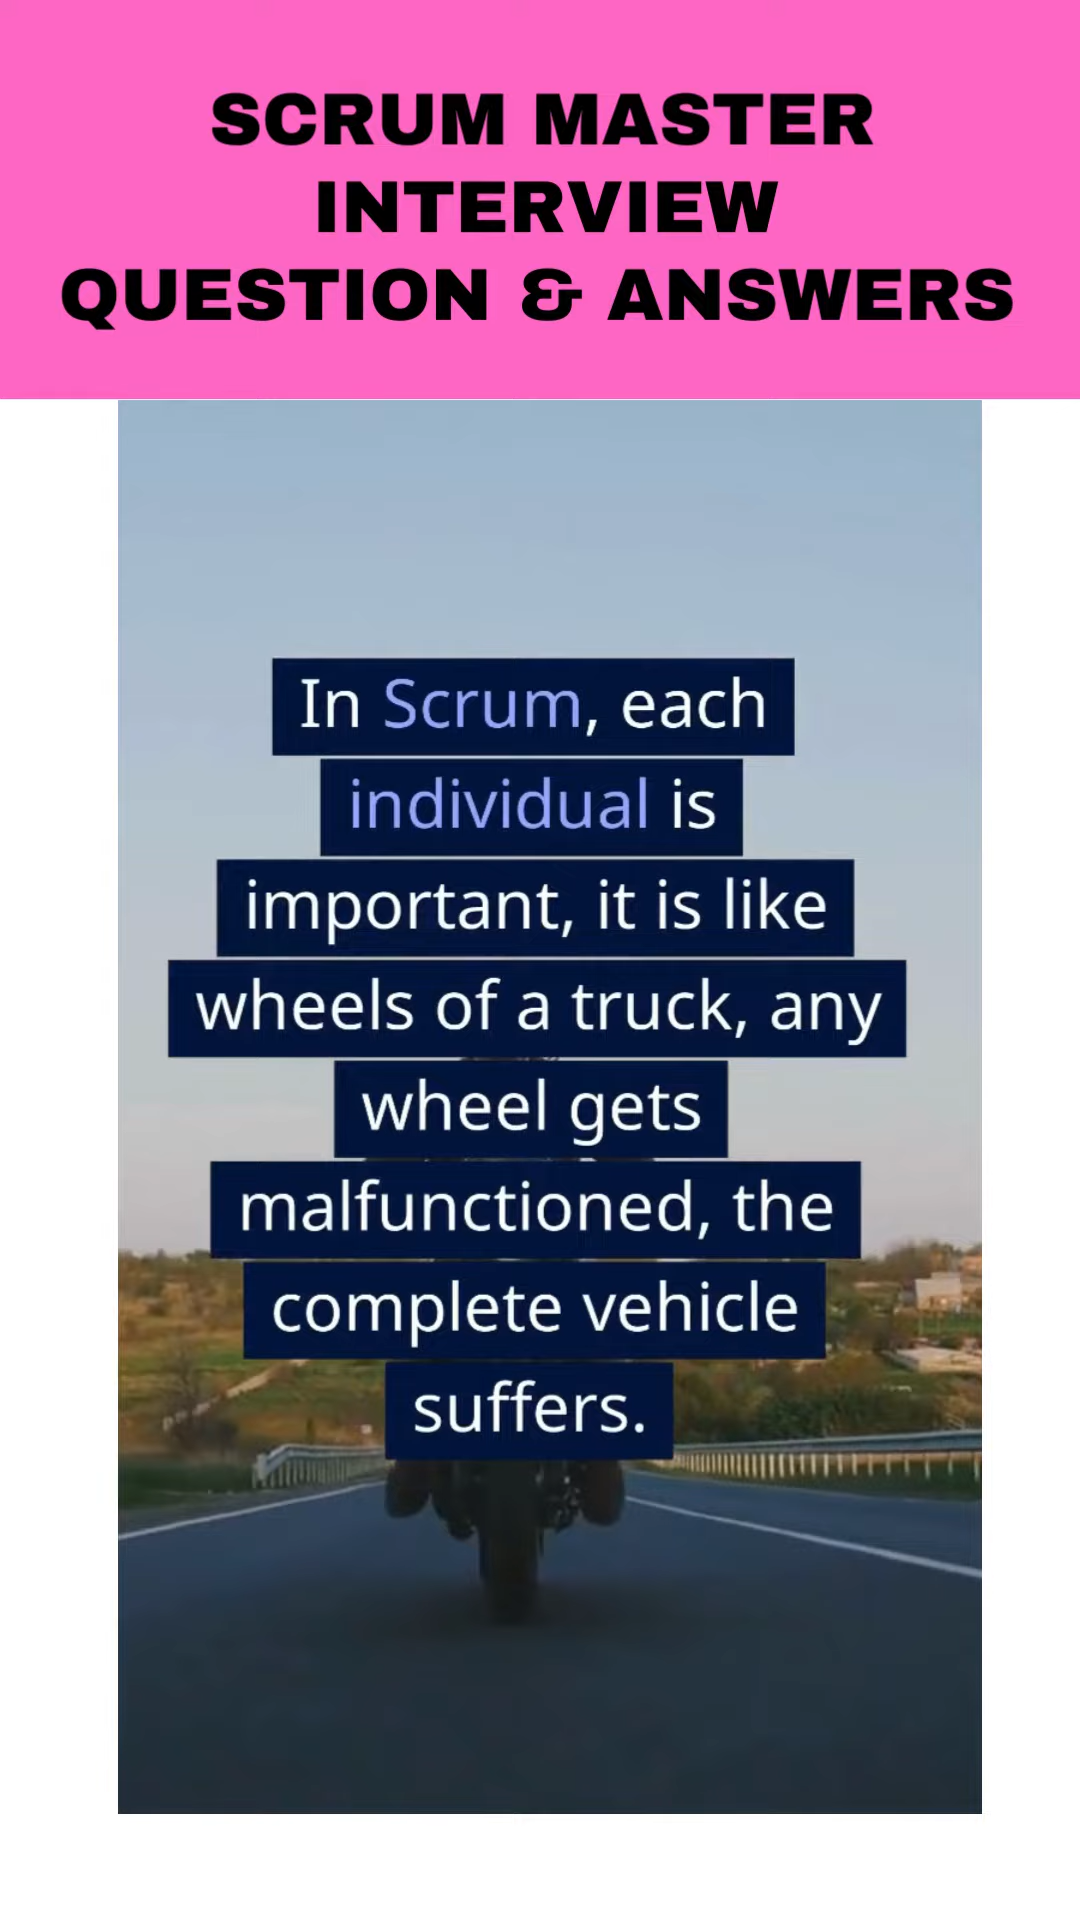 SCRUM MASTER
INTERVIEW
QUESTION & ANSWERS
In Scrum, each
individual is
important, it is like
wheels of a truck, any
wheel gets
malfunctioned, the
complete vehicle
suffers.